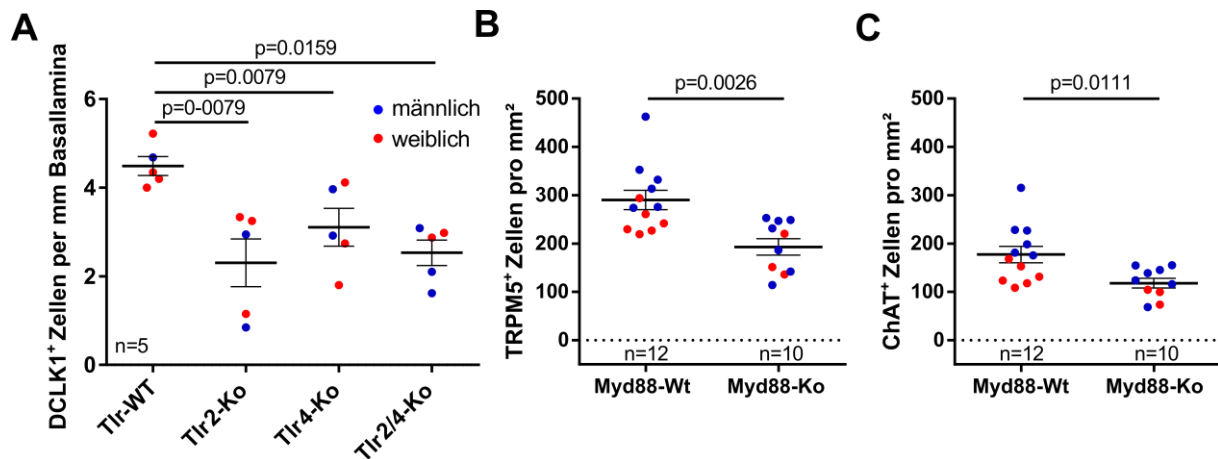 A
DCLK1⁺ Zellen per mm Basallamina
p=0.0159
p=0.0079
p=0-0079
männlich
weiblich
6
4
2
0
n=5
Tlr-WT
Tlr2-Ko
Tlr4-Ko
Tlr2/4-Ko
B
TRPM5⁺ Zellen pro mm²
p=0.0026
500
400
300
200
100
0
n=12
n=10
Myd88-Wt
Myd88-Ko
C
ChAT⁺ Zellen pro mm²
p=0.0111
500
400
300
200
100
0
n=12
n=10
Myd88-Wt
Myd88-Ko